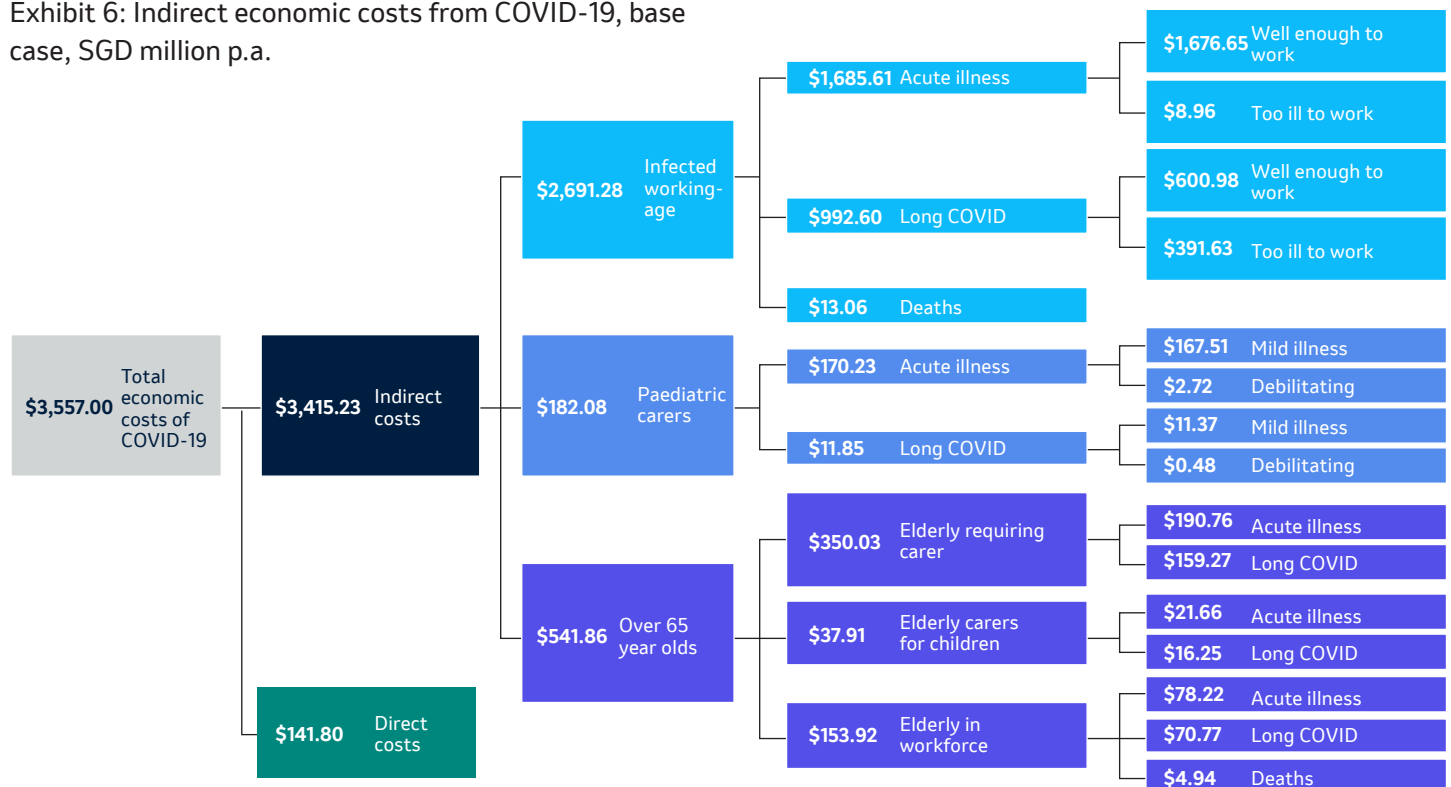 Exhibit 6: Indirect economic costs from COVID-19, base
case, SGD million p.a.
$3,557.00 Total
economic
costs of
COVID-19
$3,415.23 Indirect
costs
$141.80 Direct
costs
$2,691.28 Infected
working-
age
$182.08 Paediatric
carers
$541.86 Over 65
year olds
$1,685.61 Acute illness
$992.60 Long COVID
$13.06 Deaths
$170.23 Acute illness
$11.85 Long COVID
$350.03 Elderly requiring
carer
$37.91 Elderly carers
for children
$153.92 Elderly in
workforce
$1,676.65 Well enough to
work
$8.96 Too ill to work
$600.98 Well enough to
work
$391.63 Too ill to work
$167.51 Mild illness
$2.72 Debilitating
$11.37 Mild illness
$0.48 Debilitating
$190.76 Acute illness
$159.27 Long COVID
$21.66 Acute illness
$16.25 Long COVID
$78.22 Acute illness
$70.77 Long COVID
$4.94 Deaths